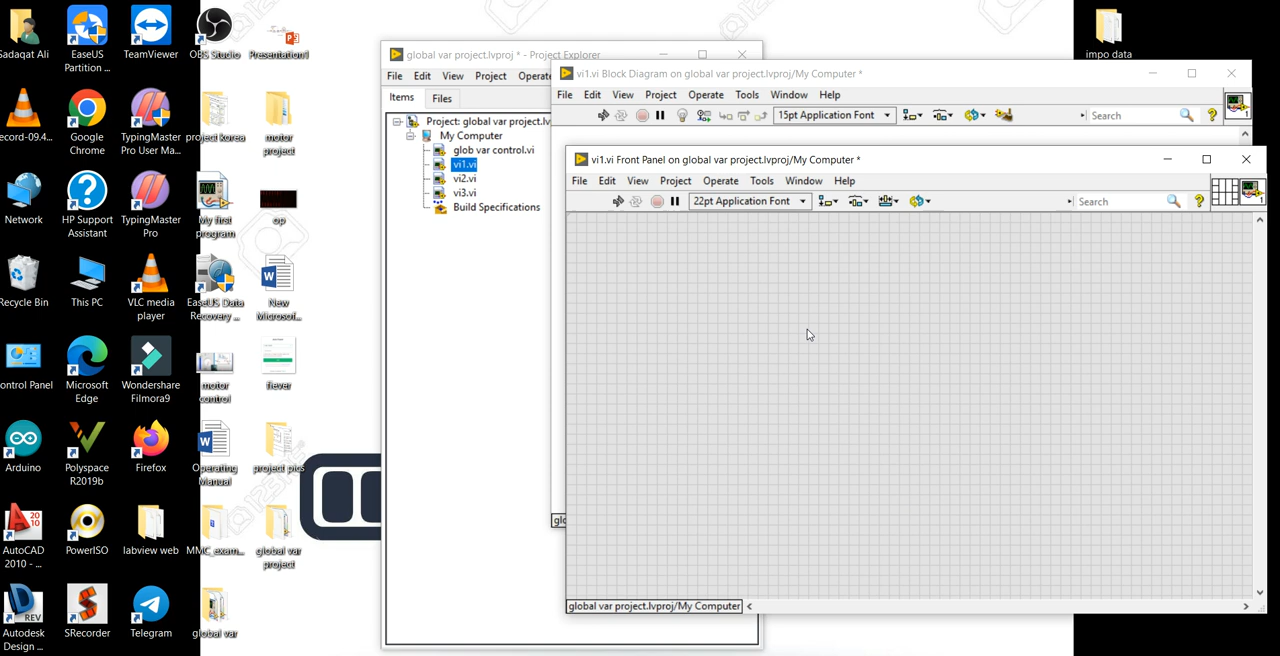 Sadaqat Ali
EaseUS
Partition ...
TeamViewer
OBS Studio
Presentation1
impo data
ecord-09.4...
Google
Chrome
TypingMaster
Pro User Ma...
project korea
motor
project
Network
HP Support
Assistant
TypingMaster
Pro
My first
program
op
Recycle Bin
This PC
VLC media
player
EaseUS Data
Recovery ...
New
Microsof...
ontrol Panel
Microsoft
Edge
Wondershare
Filmora9
motor
control
fiever
Arduino
Polyspace
R2019b
Firefox
Operating
Manual
project pics
AutoCAD
2010 - ...
PowerISO
labview web
MMC_exam...
global var
project
Autodesk
Design ...
SRecorder
Telegram
global var
global var project.lvproj * - Project Explorer
File Edit View Project Operate
Items Files
Project: global var project.lv
My Computer
glob var control.vi
vi1.vi
vi2.vi
vi3.vi
Build Specifications
vi1.vi Block Diagram on global var project.lvproj/My Computer *
File Edit View Project Operate Tools Window Help
15pt Application Font
Search
glo
vi1.vi Front Panel on global var project.lvproj/My Computer *
File Edit View Project Operate Tools Window Help
22pt Application Font
Search
global var project.lvproj/My Computer